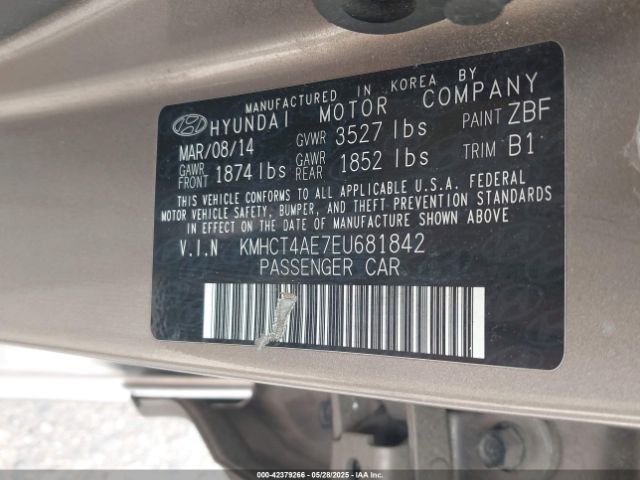 MANUFACTURED IN KOREA BY
HYUNDAI MOTOR COMPANY
MAR/08/14 GVWR 3527 lbs PAINT ZBF
GAWR FRONT 1874 lbs GAWR REAR 1852 lbs TRIM B1
THIS VEHICLE CONFORMS TO ALL APPLICABLE U.S.A. FEDERAL
MOTOR VEHICLE SAFETY, BUMPER, AND THEFT PREVENTION STANDARDS
IN EFFECT ON THE DATE OF MANUFACTURE SHOWN ABOVE
V.I.N KMHCT4AE7EU681842
PASSENGER CAR
000-42379266 - 05/28/2025 - IAA Inc.